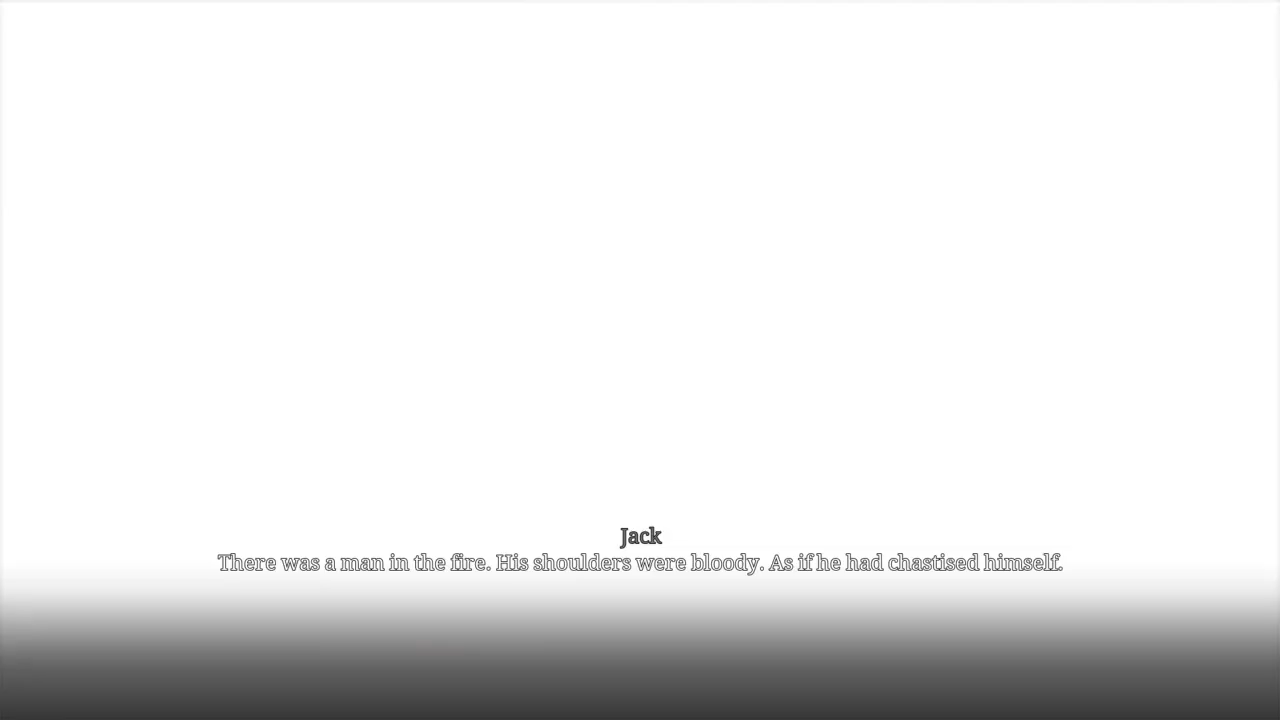 Jack
There was a man in the fire. His shoulders were bloody. As if he had chastised himself.